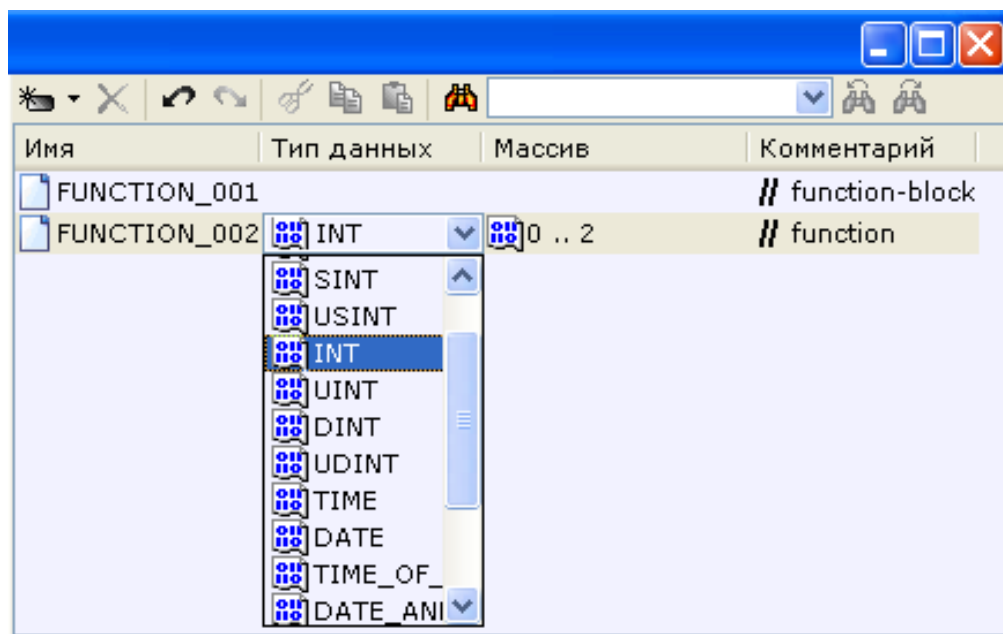 Имя Тип данных Массив Комментарий
FUNCTION_001 // function-block
FUNCTION_002 INT 0 .. 2 // function
SINT
USINT
INT
UINT
DINT
UDINT
TIME
DATE
TIME_OF_
DATE_AN